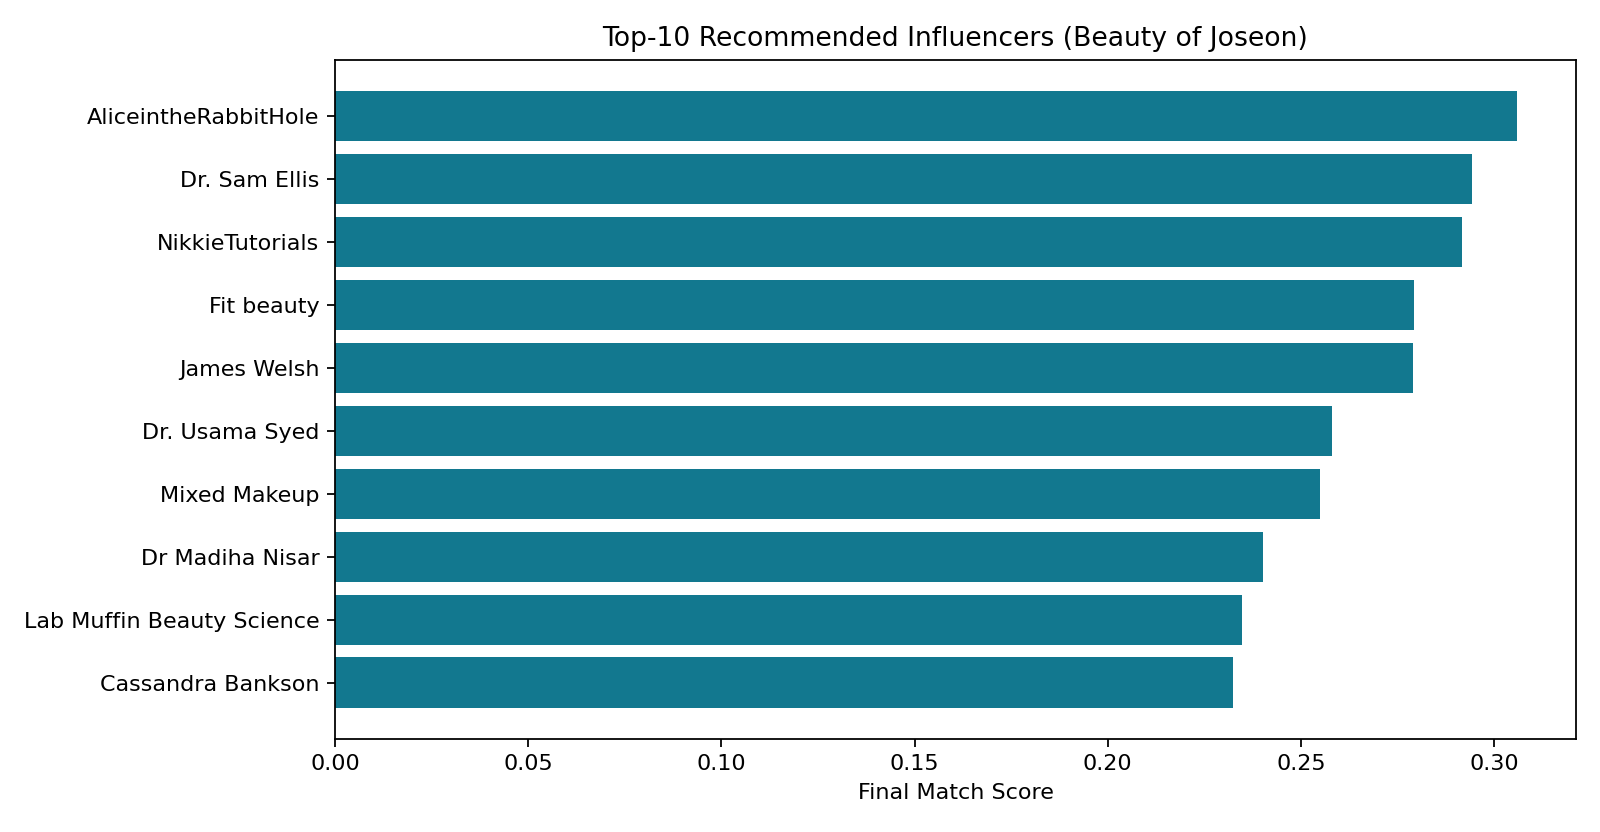 Top-10 Recommended Influencers (Beauty of Joseon)
AliceintheRabbitHole
Dr. Sam Ellis
NikkieTutorials
Fit beauty
James Welsh
Dr. Usama Syed
Mixed Makeup
Dr Madiha Nisar
Lab Muffin Beauty Science
Cassandra Bankson
0.00 0.05 0.10 0.15 0.20 0.25 0.30
Final Match Score